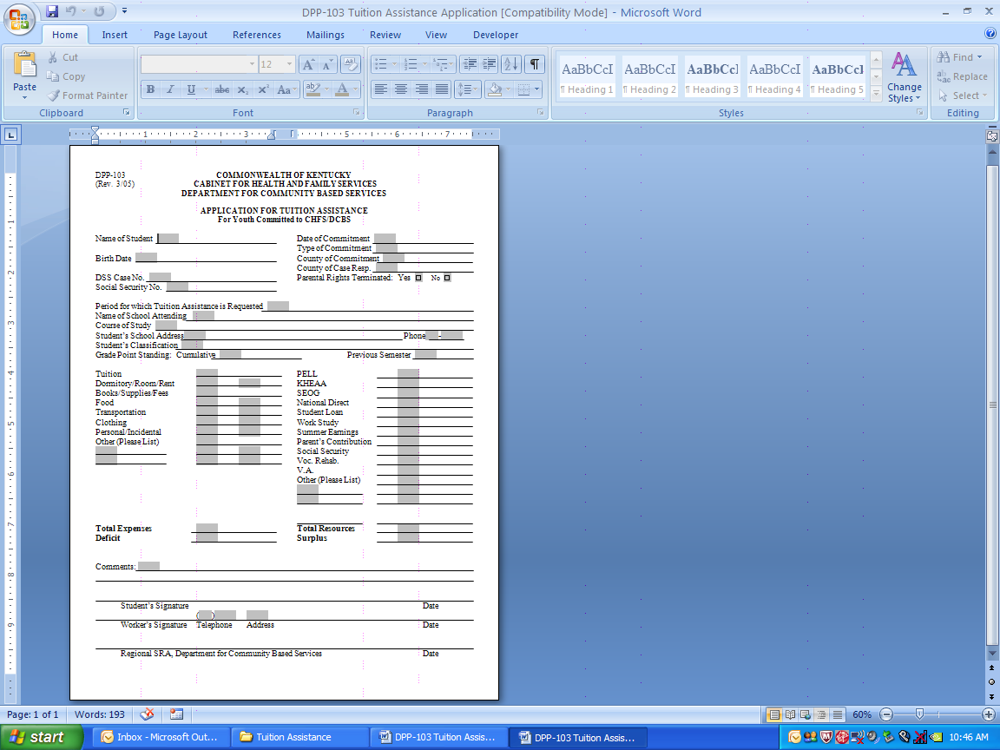 DPP-103 Tuition Assistance Application [Compatibility Mode] - Microsoft Word
Home Insert Page Layout References Mailings Review View Developer
Paste
Cut
Copy
Format Painter
Clipboard
12
B I U abc x₂ x² Aa ab A
Font
Paragraph
AaBbCcI AaBbCcI AaBbCcI AaBbCcI AaBbCcI
¶ Heading 1 ¶ Heading 2 ¶ Heading 3 ¶ Heading 4 ¶ Heading 5
Change Styles
Styles
Find
Replace
Select
Editing
1 2 3 5 6 7
DPP-103
(Rev. 3/05)
COMMONWEALTH OF KENTUCKY
CABINET FOR HEALTH AND FAMILY SERVICES
DEPARTMENT FOR COMMUNITY BASED SERVICES
APPLICATION FOR TUITION ASSISTANCE
For Youth Committed to CHFS/DCBS
Name of Student Date of Commitment
Type of Commitment
Birth Date County of Commitment
County of Case Resp.
DSS Case No. Parental Rights Terminated: Yes No
Social Security No.
Period for which Tuition Assistance is Requested
Name of School Attending
Course of Study
Student's School Address Phone -
Student's Classification
Grade Point Standing: Cumulative Previous Semester
Tuition PELL
Dormitory/Room/Rent KHEAA
Books/Supplies/Fees SEOG
Food National Direct
Transportation Student Loan
Clothing Work Study
Personal/Incidental Summer Earnings
Other (Please List) Parent's Contribution
Social Security
Voc. Rehab.
V.A.
Other (Please List)
Total Expenses Total Resources
Deficit Surplus
Comments:
Student's Signature Date
( )
Worker's Signature Telephone Address Date
Regional SRA, Department for Community Based Services Date
Page: 1 of 1 Words: 193 60%
start Inbox - Microsoft Out... Tuition Assistance DPP-103 Tuition Assis... DPP-103 Tuition Assis... 10:46 AM